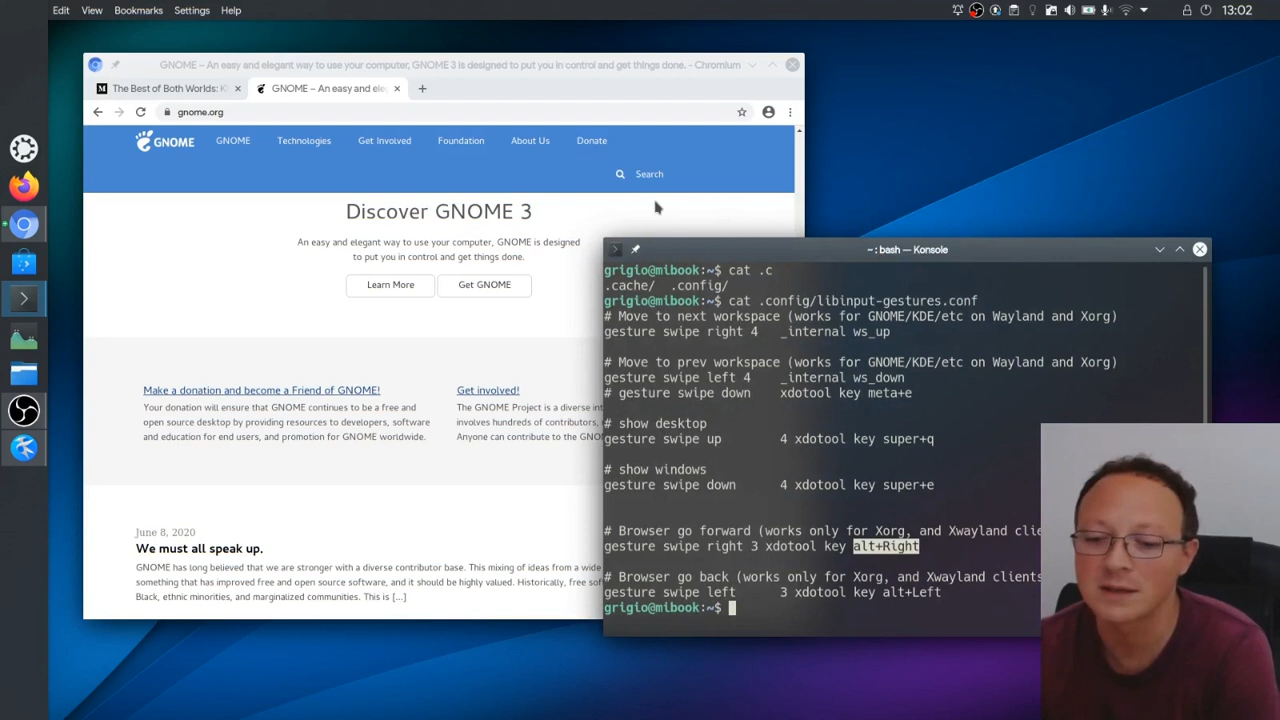 Edit View Bookmarks Settings Help
13:02
GNOME – An easy and elegant way to use your computer, GNOME 3 is designed to put you in control and get things done. - Chromium
The Best of Both Worlds:
GNOME – An easy and ele
gnome.org
GNOME
GNOME Technologies Get Involved Foundation About Us Donate
Search
Discover GNOME 3
An easy and elegant way to use your computer, GNOME is designed
to put you in control and get things done.
Learn More Get GNOME
Make a donation and become a Friend of GNOME!
Your donation will ensure that GNOME continues to be a free and
open source desktop by providing resources to developers, software
and education for end users, and promotion for GNOME worldwide.
Get involved!
The GNOME Project is a diverse
involves hundreds of contributors,
Anyone can contribute to the
June 8, 2020
We must all speak up.
GNOME has long believed that we are stronger with a diverse contributor base. This mixing of ideas from a wide
something that has improved free and open source software, and it should be highly valued. Historically, free
Black, ethnic minorities, and marginalized communities. This is [...]
~ : bash — Konsole
grigio@mibook:~$ cat .c
.cache/ .config/
grigio@mibook:~$ cat .config/libinput-gestures.conf
# Move to next workspace (works for GNOME/KDE/etc on Wayland and Xorg)
gesture swipe right 4 _internal ws_up
# Move to prev workspace (works for GNOME/KDE/etc on Wayland and Xorg)
gesture swipe left 4 _internal ws_down
# gesture swipe down xdotool key meta+e
# show desktop
gesture swipe up 4 xdotool key super+q
# show windows
gesture swipe down 4 xdotool key super+e
# Browser go forward (works only for Xorg, and Xwayland
gesture swipe right 3 xdotool key alt+Right
# Browser go back (works only for Xorg, and Xwayland clients
gesture swipe left 3 xdotool key alt+Left
grigio@mibook:~$